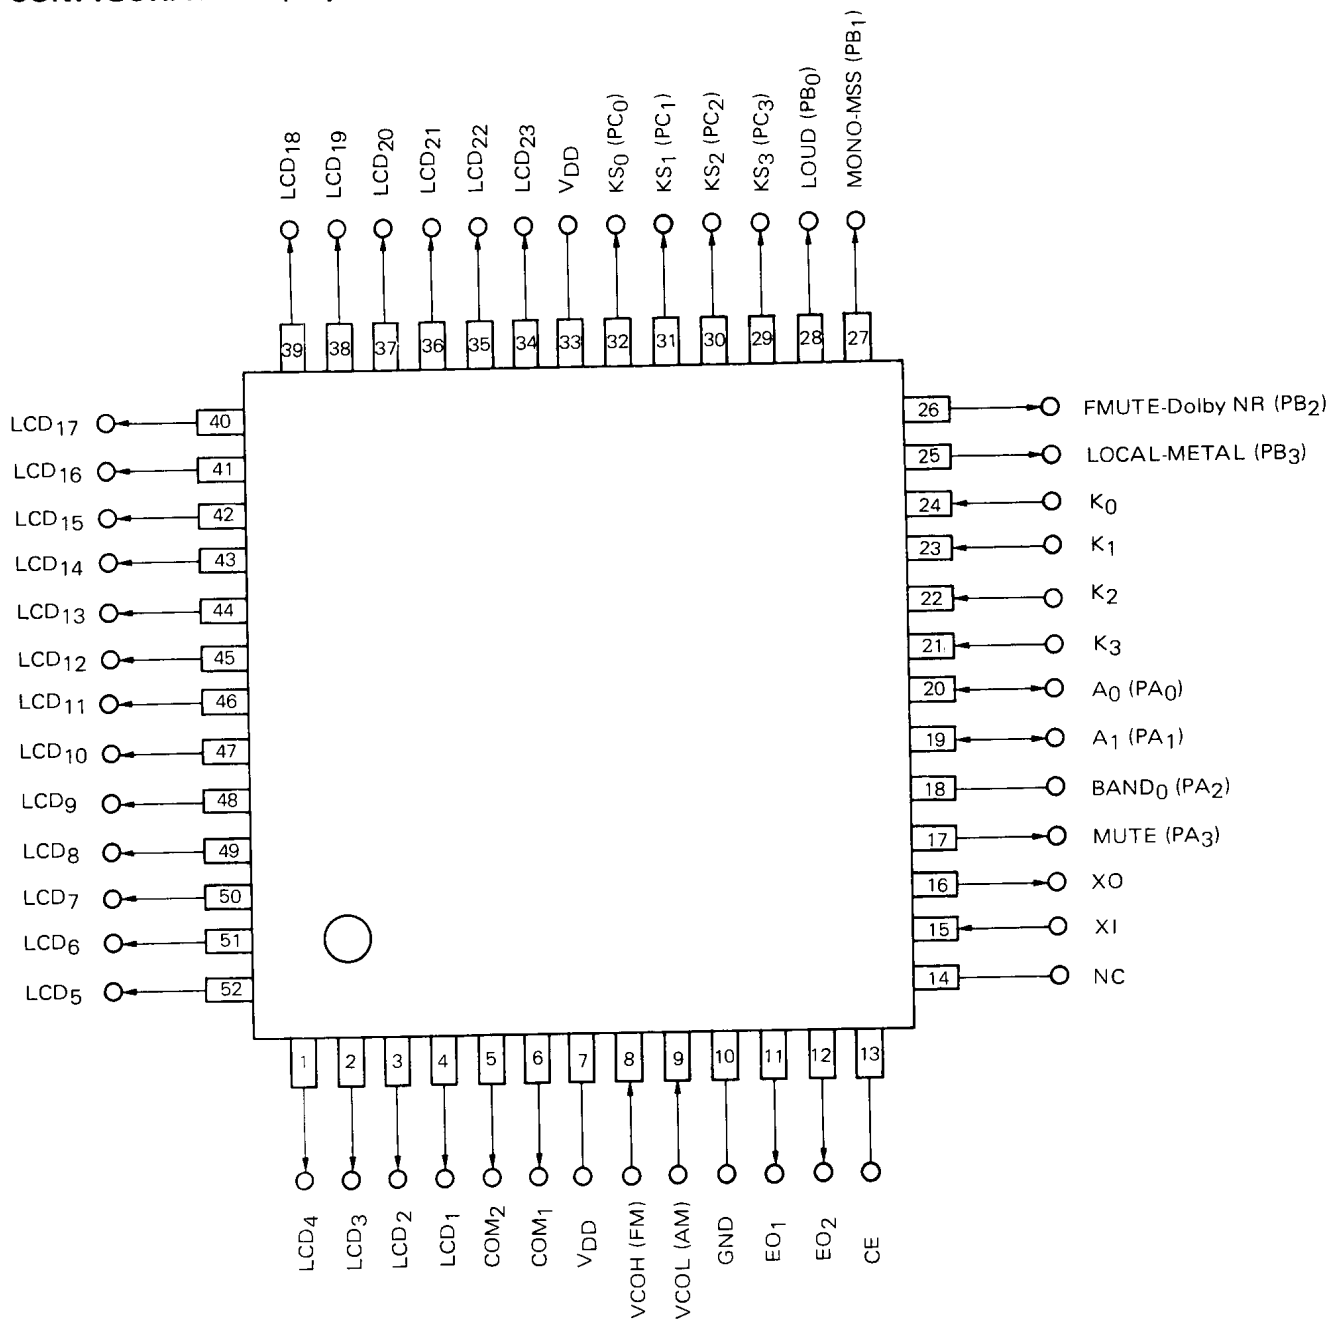 LCD18
LCD19
LCD20
LCD21
LCD22
LCD23
VDD
KS0 (PC0)
KS1 (PC1)
KS2 (PC2)
KS3 (PC3)
LOUD (PB0)
MONO-MSS (PB1)
39
38
37
36
35
34
33
32
31
30
29
28
27
LCD17 40
LCD16 41
LCD15 42
LCD14 43
LCD13 44
LCD12 45
LCD11 46
LCD10 47
LCD9 48
LCD8 49
LCD7 50
LCD6 51
LCD5 52
26 FMUTE-Dolby NR (PB2)
25 LOCAL-METAL (PB3)
24 K0
23 K1
22 K2
21 K3
20 A0 (PA0)
19 A1 (PA1)
18 BAND0 (PA2)
17 MUTE (PA3)
16 XO
15 XI
14 NC
1
2
3
4
5
6
7
8
9
10
11
12
13
LCD4
LCD3
LCD2
LCD1
COM2
COM1
VDD
VCOH (FM)
VCOL (AM)
GND
EO1
EO2
CE